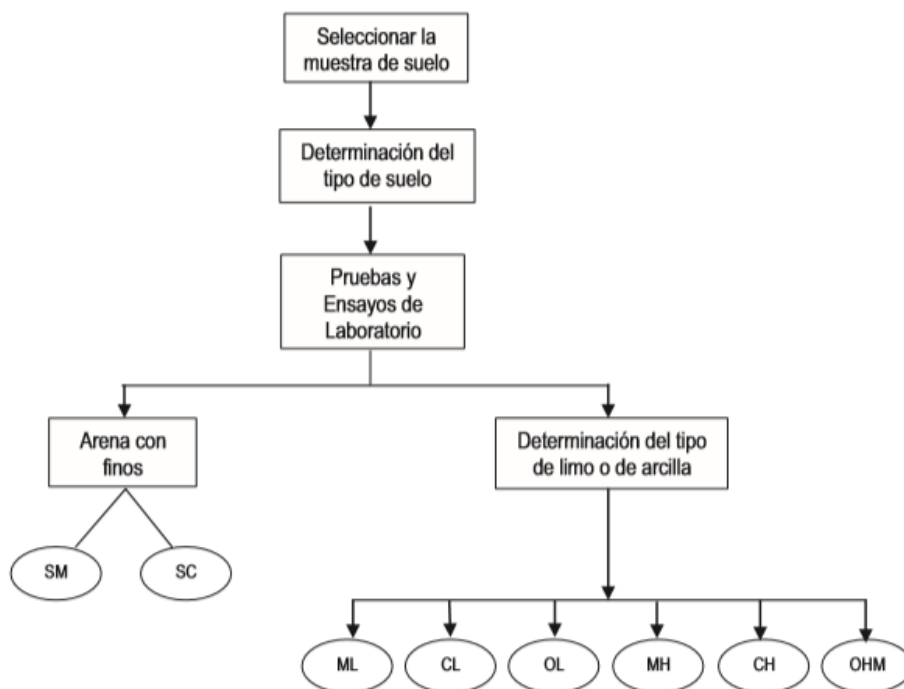 Seleccionar la
muestra de suelo
Determinación del
tipo de suelo
Pruebas y
Ensayos de
Laboratorio
Arena con
finos
Determinación del tipo
de limo o de arcilla
SM
SC
ML
CL
OL
MH
CH
OHM